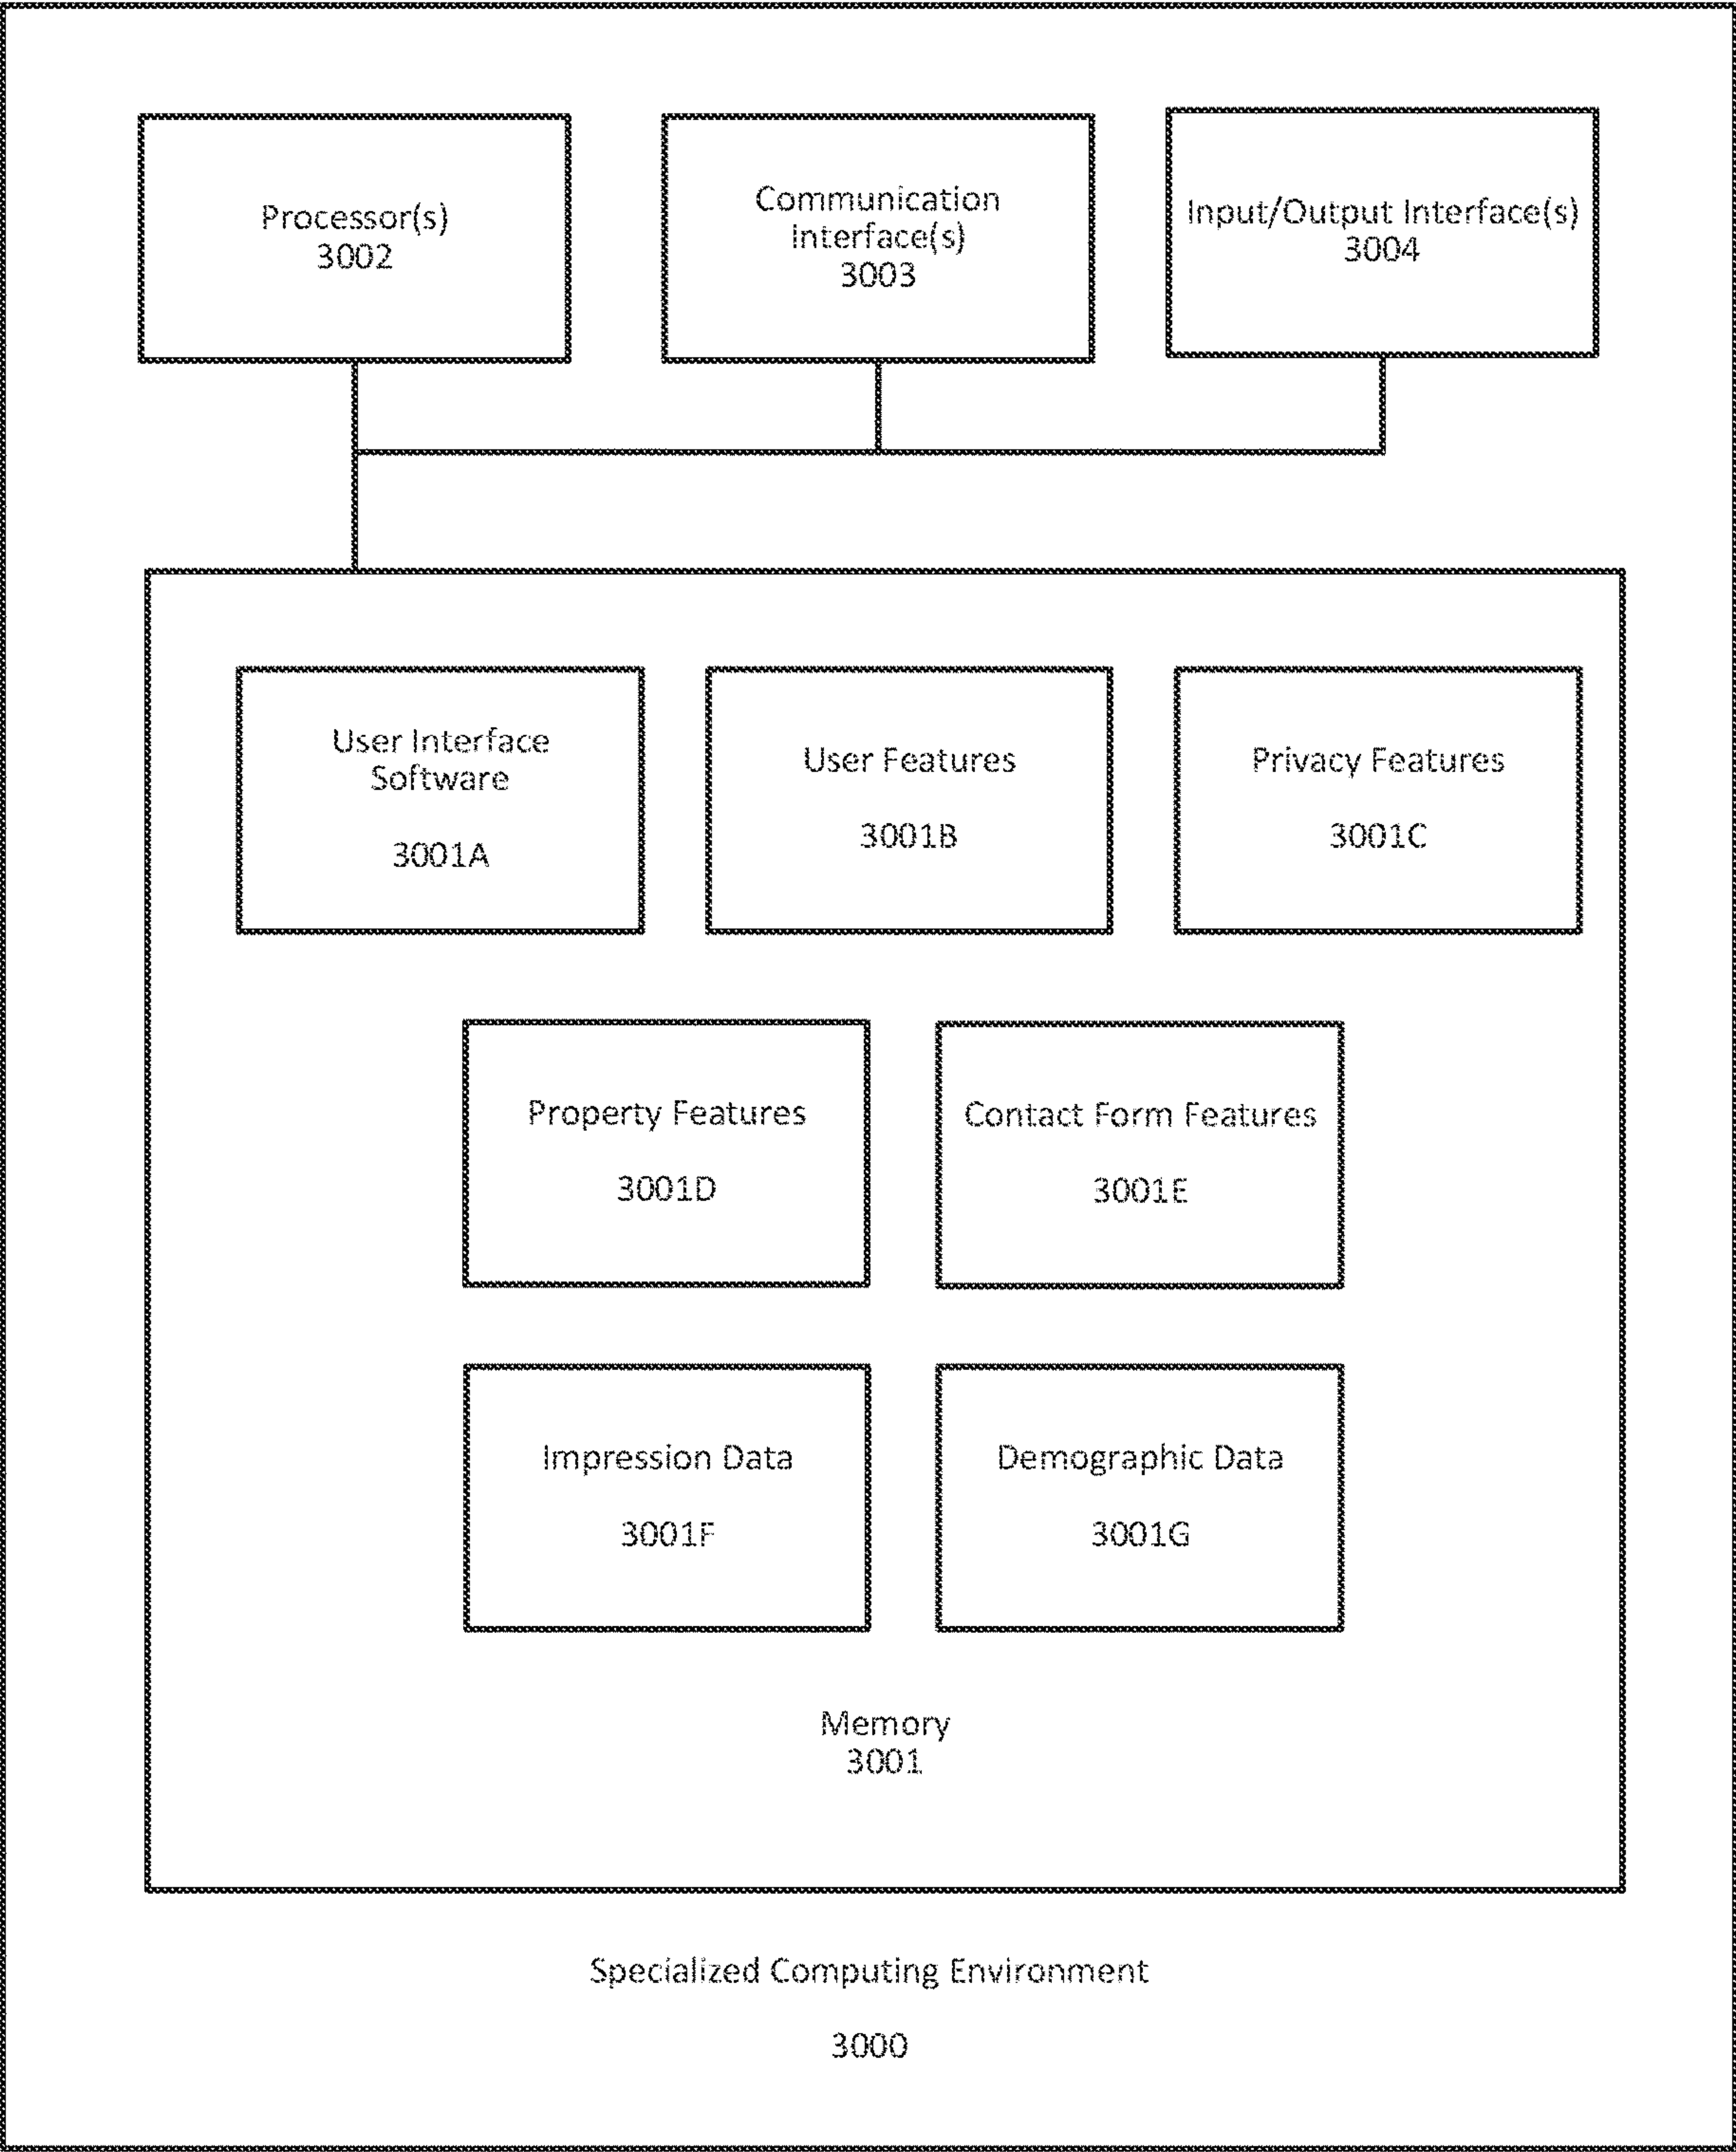 Processor(s)
3002
Communication
Interface(s)
3003
Input/Output Interface(s)
3004
User Interface
Software
3001A
User Features
3001B
Privacy Features
3001C
Property Features
3001D
Contact Form Features
3001E
Impression Data
3001F
Demographic Data
3001G
Memory
3001
Specialized Computing Environment
3000